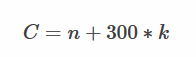 C = n + 300 * k